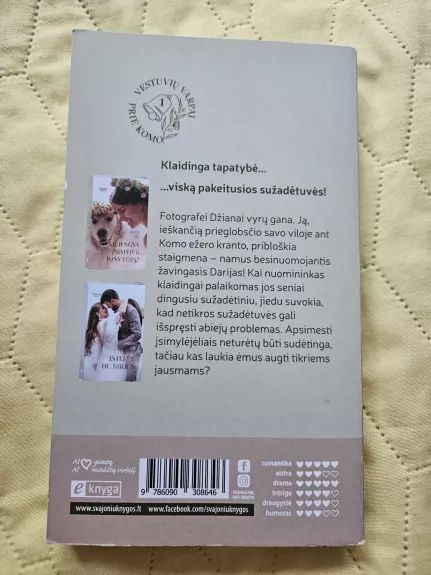 VESTUVIŲ VARPAI
1
PRIE KOMO
Klaidinga tapatybė...
...viską pakeitusios sužadėtuvės!
Fotografei Džianai vyrų gana. Ją,
ieškančią prieglobsčio savo viloje ant
Komo ežero kranto, pribloškia
staigmena – namus besinuomojantis
žavingasis Darijas! Kai nuomininkas
klaidingai palaikomas jos seniai
dingusiu sužadėtiniu, jiedu suvokia,
kad netikros sužadėtuvės gali
išspręsti abiejų problemas. Apsimesti
įsimylėjėliais neturėtų būti sudėtinga,
tačiau kas laukia ėmus augti tikriems
jausmams?
e knyga
9 786090 308646
www.svajoniuknygos.lt
www.facebook.com/svajoniuknygos
romantika
aistra
drama
intriga
draugystė
humoras